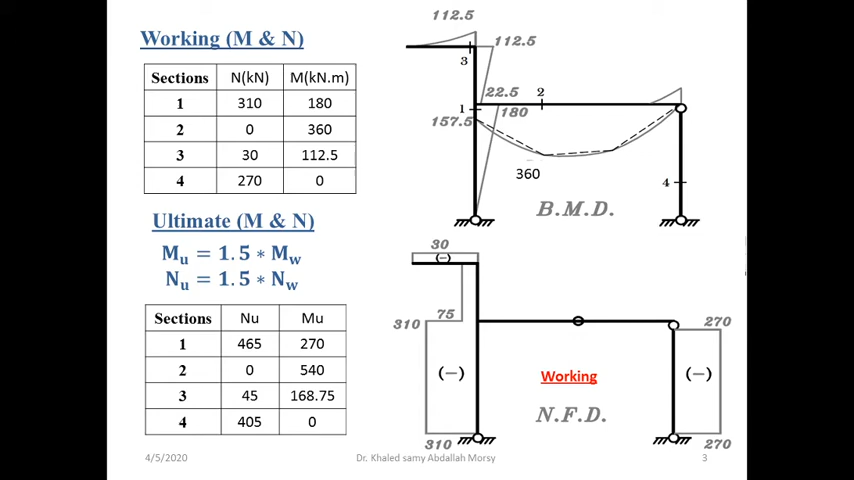 Working (M & N)
Sections N(kN) M(kN.m)
1 310 180
2 0 360
3 30 112.5
4 270 0
Ultimate (M & N)
Mu = 1.5 * Mw
Nu = 1.5 * Nw
Sections Nu Mu
1 465 270
2 0 540
3 45 168.75
4 405 0
112.5
112.5
3
22.5
2
1
180
157.5
360
4
B.M.D.
30
(-)
75
310
270
(-)
Working
(-)
N.F.D.
310
270
4/5/2020
Dr. Khaled samy Abdallah Morsy
3